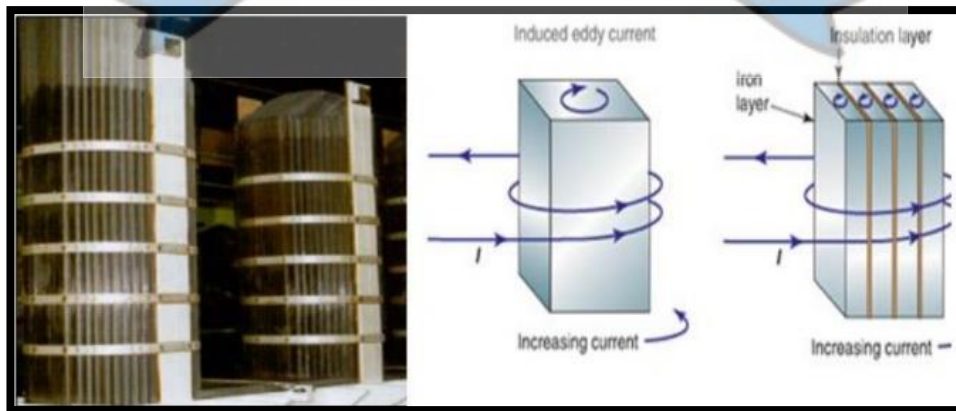 Induced eddy current
I
Increasing current
Insulation layer
iron
layer
I
Increasing current